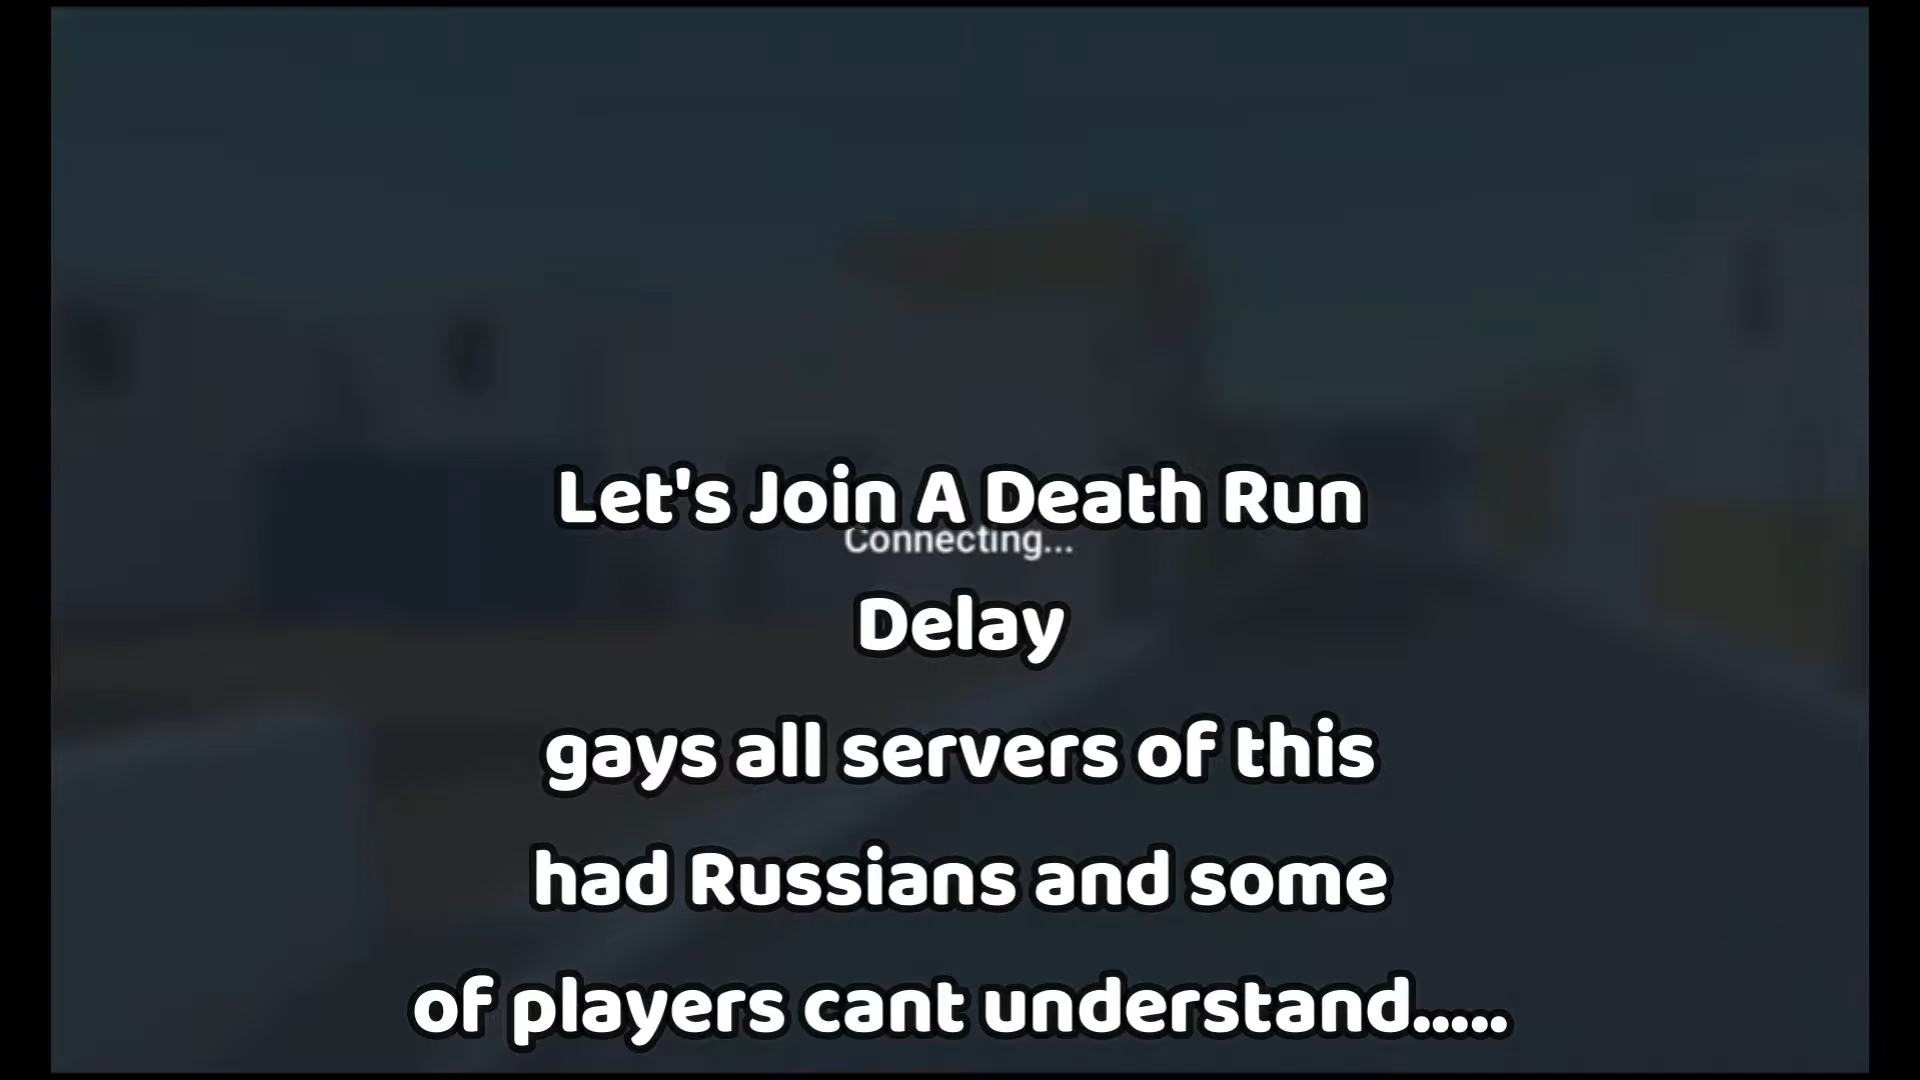 Let's Join A Death Run
Connecting...
Delay
gays all servers of this
had Russians and some
of players cant understand.....